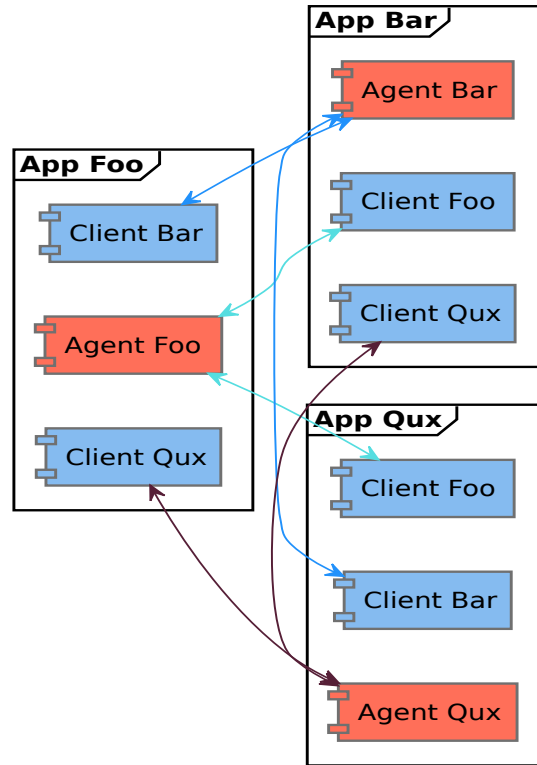 App Foo
Client Bar
Agent Foo
Client Qux
App Bar
Agent Bar
Client Foo
Client Qux
App Qux
Client Foo
Client Bar
Agent Qux